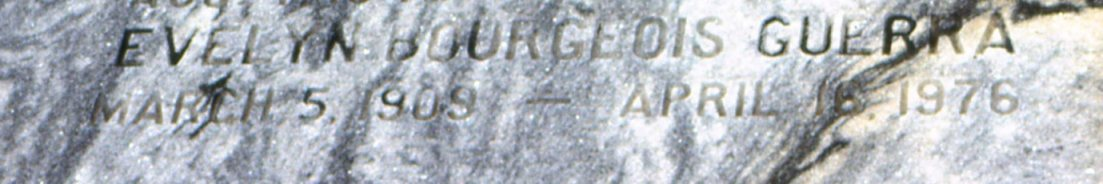 EVELYN BOURGEOIS GUERRA
MARCH 5, 1909 — APRIL 16, 1976